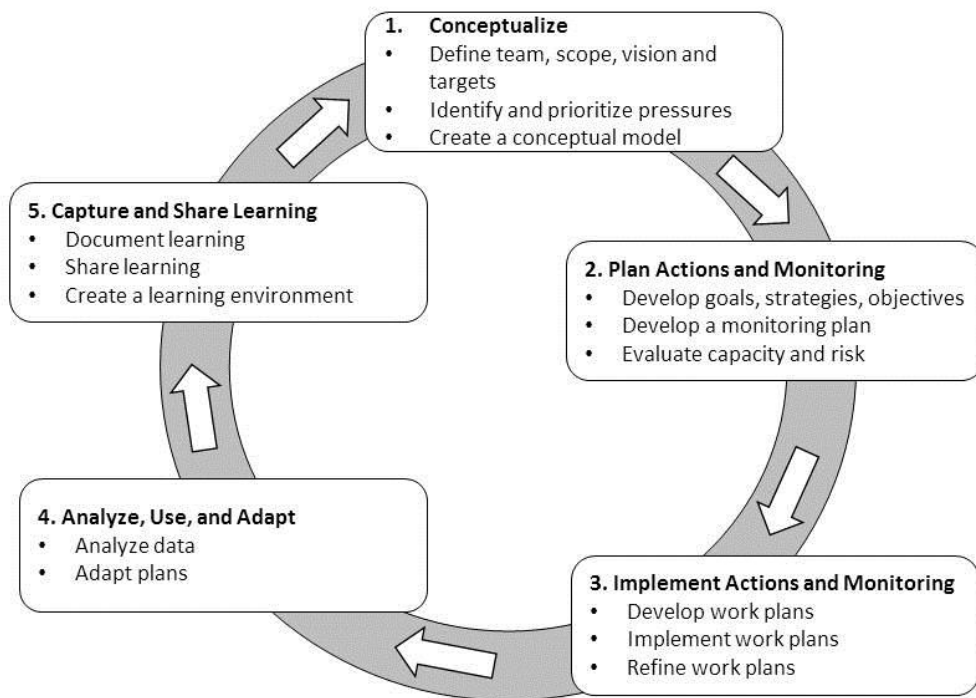 1. Conceptualize
• Define team, scope, vision and
targets
• Identify and prioritize pressures
• Create a conceptual model
2. Plan Actions and Monitoring
• Develop goals, strategies, objectives
• Develop a monitoring plan
• Evaluate capacity and risk
3. Implement Actions and Monitoring
• Develop work plans
• Implement work plans
• Refine work plans
4. Analyze, Use, and Adapt
• Analyze data
• Adapt plans
5. Capture and Share Learning
• Document learning
• Share learning
• Create a learning environment